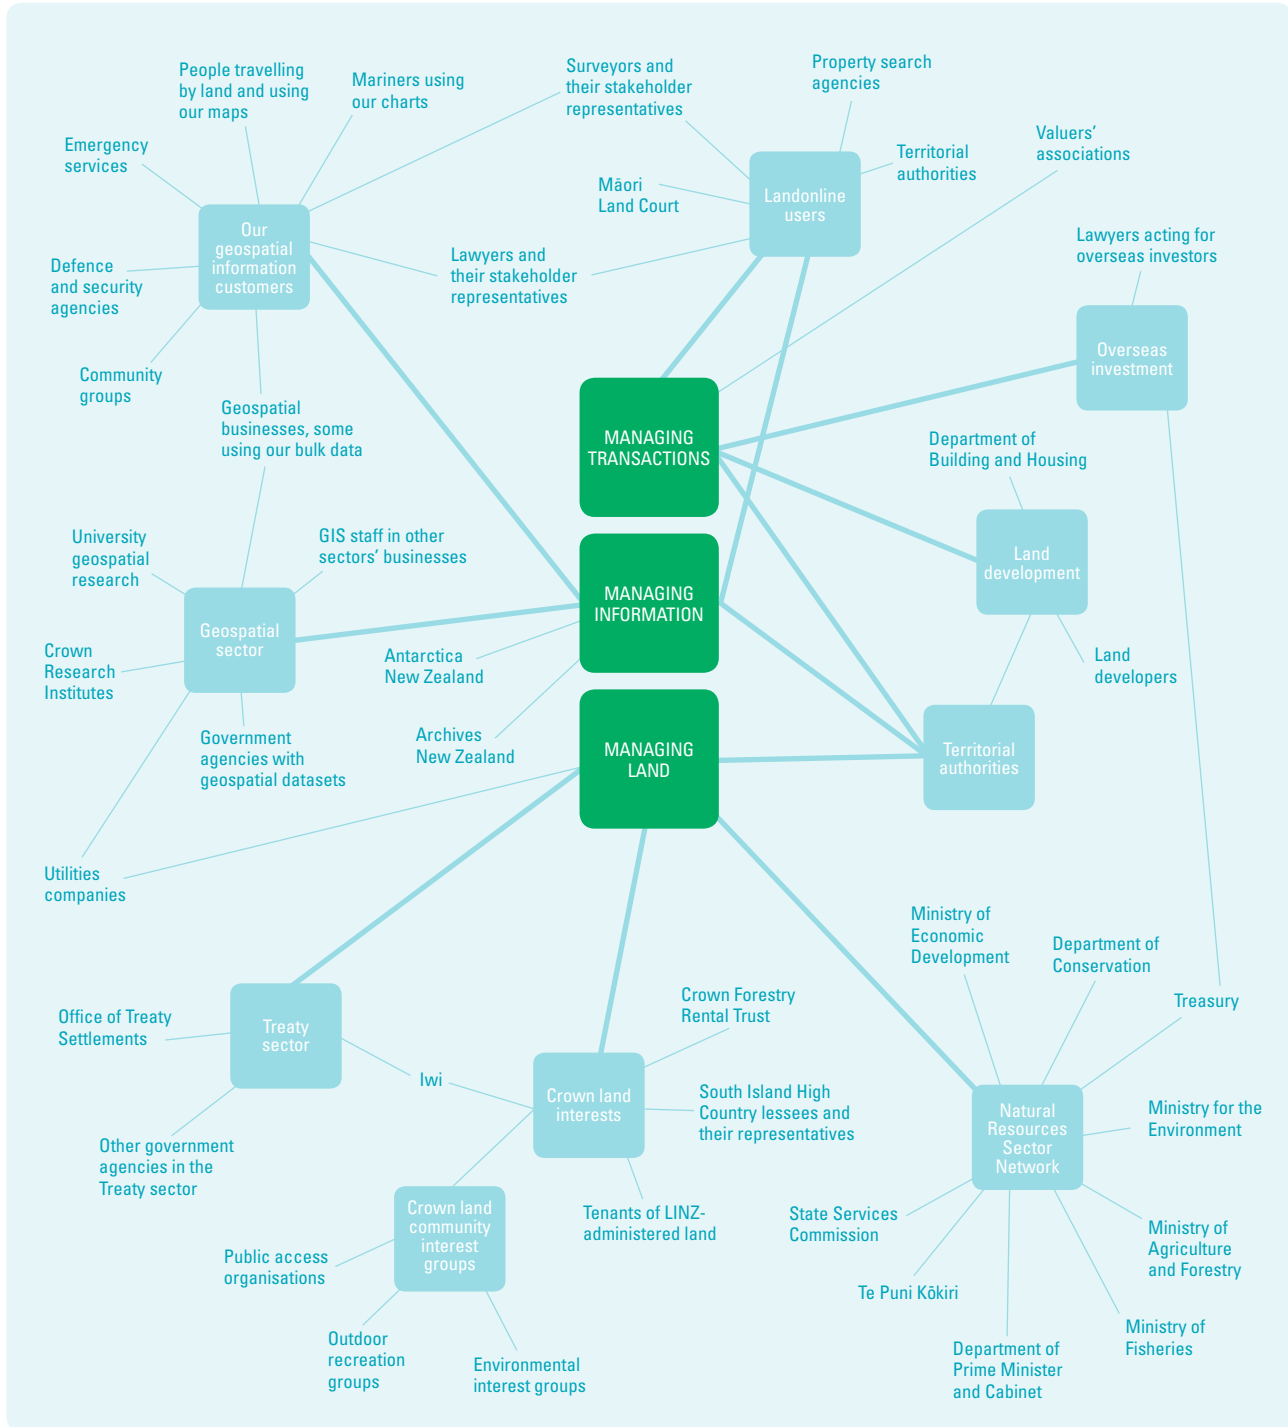 People travelling
by land and using
our maps
Mariners using
our charts
Surveyors and
their stakeholder
representatives
Property search
agencies
Valuers’
associations
Emergency
services
Territorial
authorities
Māori
Land Court
Landonline
users
Our
geospatial
information
customers
Lawyers and
their stakeholder
representatives
Lawyers acting for
overseas investors
Defence
and security
agencies
Community
groups
Overseas
investment
Geospatial
businesses, some
using our bulk data
MANAGING
TRANSACTIONS
Department of
Building and Housing
University
geospatial
research
GIS staff in other
sectors’ businesses
Land
development
MANAGING
INFORMATION
Geospatial
sector
Crown
Research
Institutes
Antarctica
New Zealand
Land
developers
Archives
New Zealand
Government
agencies with
geospatial datasets
MANAGING
LAND
Territorial
authorities
Utilities
companies
Ministry of
Economic
Development
Department of
Conservation
Treasury
Crown Forestry
Rental Trust
Office of Treaty
Settlements
Treaty
sector
Iwi
Crown land
interests
South Island High
Country lessees and
their representatives
Natural
Resources
Sector
Network
Ministry for the
Environment
Other government
agencies in the
Treaty sector
Crown land
community
interest
groups
Tenants of LINZ-
administered land
State Services
Commission
Ministry of
Agriculture
and Forestry
Public access
organisations
Te Puni Kōkiri
Outdoor
recreation
groups
Environmental
interest groups
Department of
Prime Minister
and Cabinet
Ministry of
Fisheries